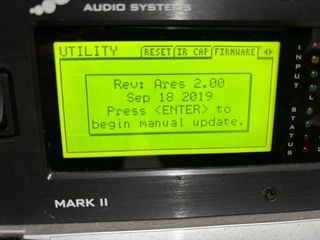 AUDIO SYSTEMS
UTILITY RESET IR CAP FIRMWARE
Rev: Ares 2.00
Sep 18 2019
Press <ENTER> to
begin manual update.
INPUT
L
STATUS
MARK II